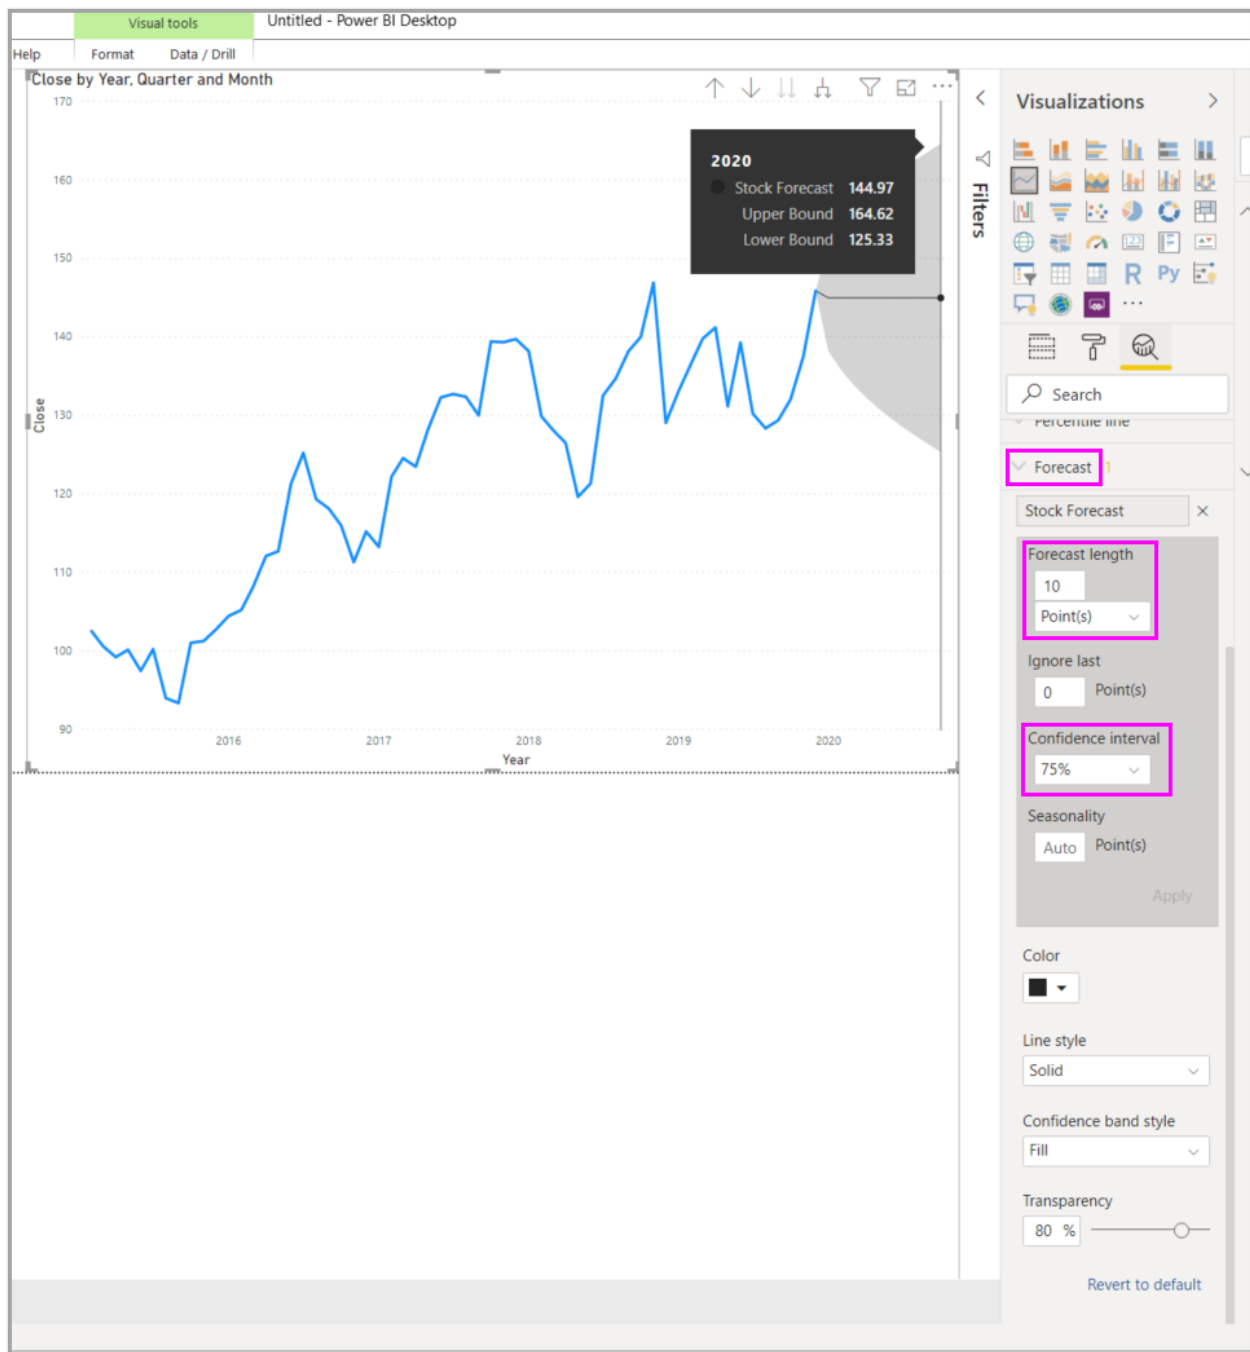 Visual tools
Untitled - Power BI Desktop
Help
Format
Data / Drill
Close by Year, Quarter and Month
170
160
150
140
130
120
110
100
90
Close
2016
2017
2018
2019
2020
Year
2020
Stock Forecast 144.97
Upper Bound 164.62
Lower Bound 125.33
Filters
Visualizations
123
R
Py
Search
Percentile line
Forecast 1
Stock Forecast
Forecast length
10
Point(s)
Ignore last
0 Point(s)
Confidence interval
75%
Seasonality
Auto Point(s)
Apply
Color
Line style
Solid
Confidence band style
Fill
Transparency
80 %
Revert to default